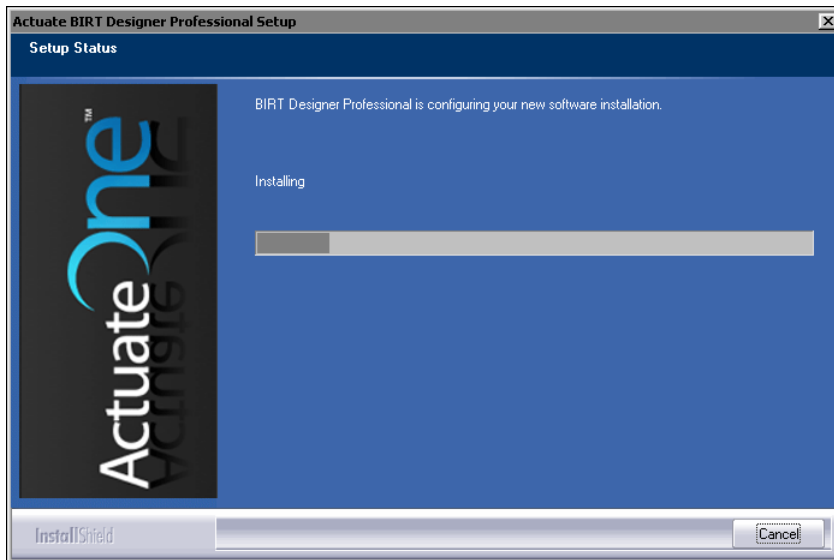 Actuate BIRT Designer Professional Setup
Setup Status
BIRT Designer Professional is configuring your new software installation.
Installing
ActuateOne™
InstallShield
Cancel